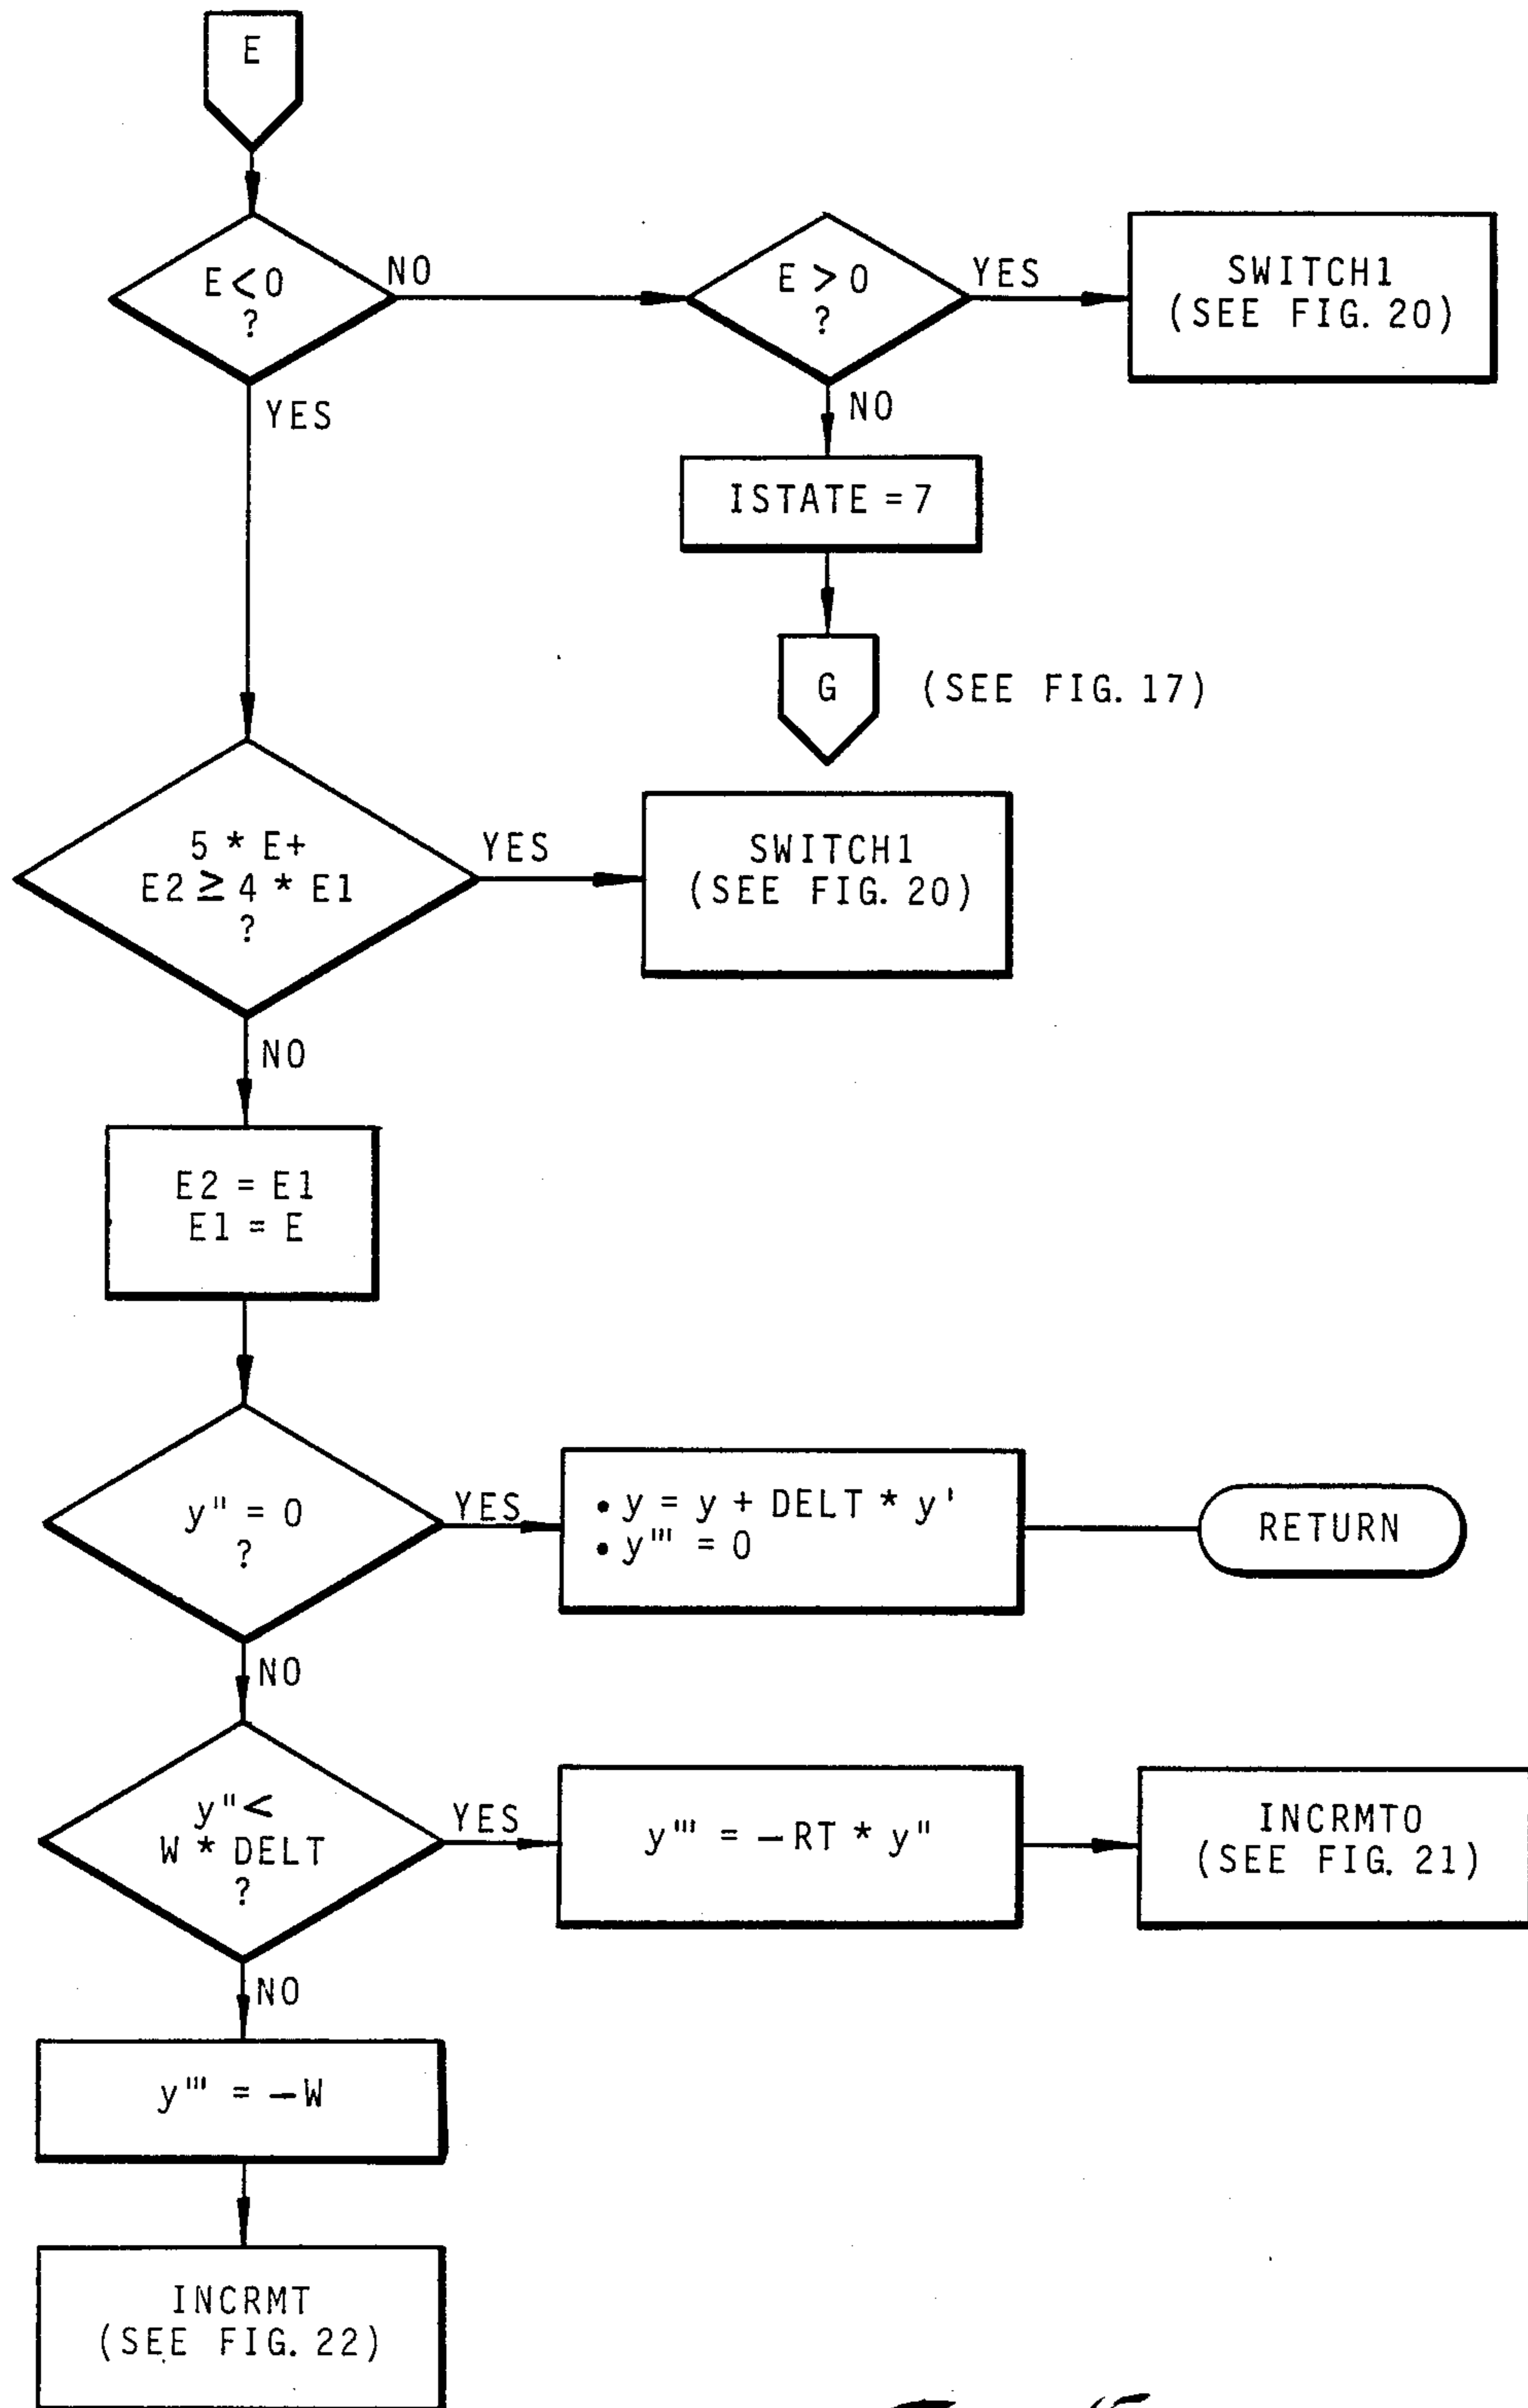 E
E < 0
?
NO
E > 0
?
YES
SWITCH1
(SEE FIG. 20)
YES
NO
ISTATE = 7
G
(SEE FIG. 17)
5 * E+
E2 ≥ 4 * E1
?
YES
SWITCH1
(SEE FIG. 20)
NO
E2 = E1
E1 = E
y" = 0
?
YES
• y = y + DELT * y'
• y''' = 0
RETURN
NO
y" <
W * DELT
?
YES
y''' = –RT * y"
INCRMTO
(SEE FIG. 21)
NO
y''' = –W
INCRMT
(SEE FIG. 22)